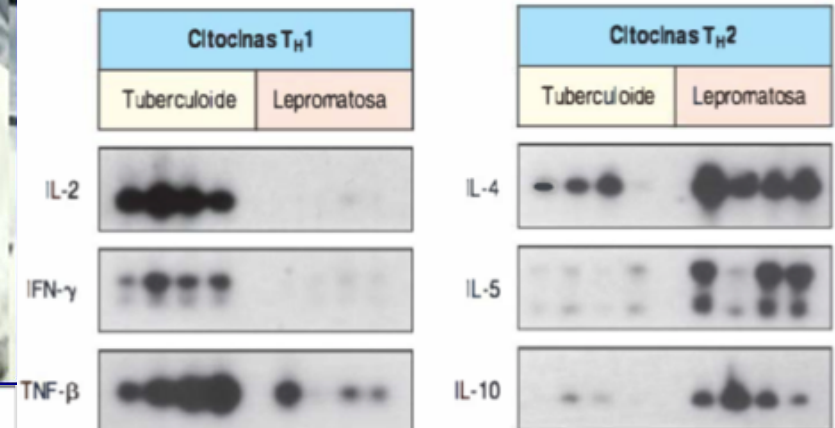 Citocinas TH1
Tuberculoide Lepromatosa
IL-2
IFN-γ
TNF-β
Citocinas TH2
Tuberculoide Lepromatosa
IL-4
IL-5
IL-10